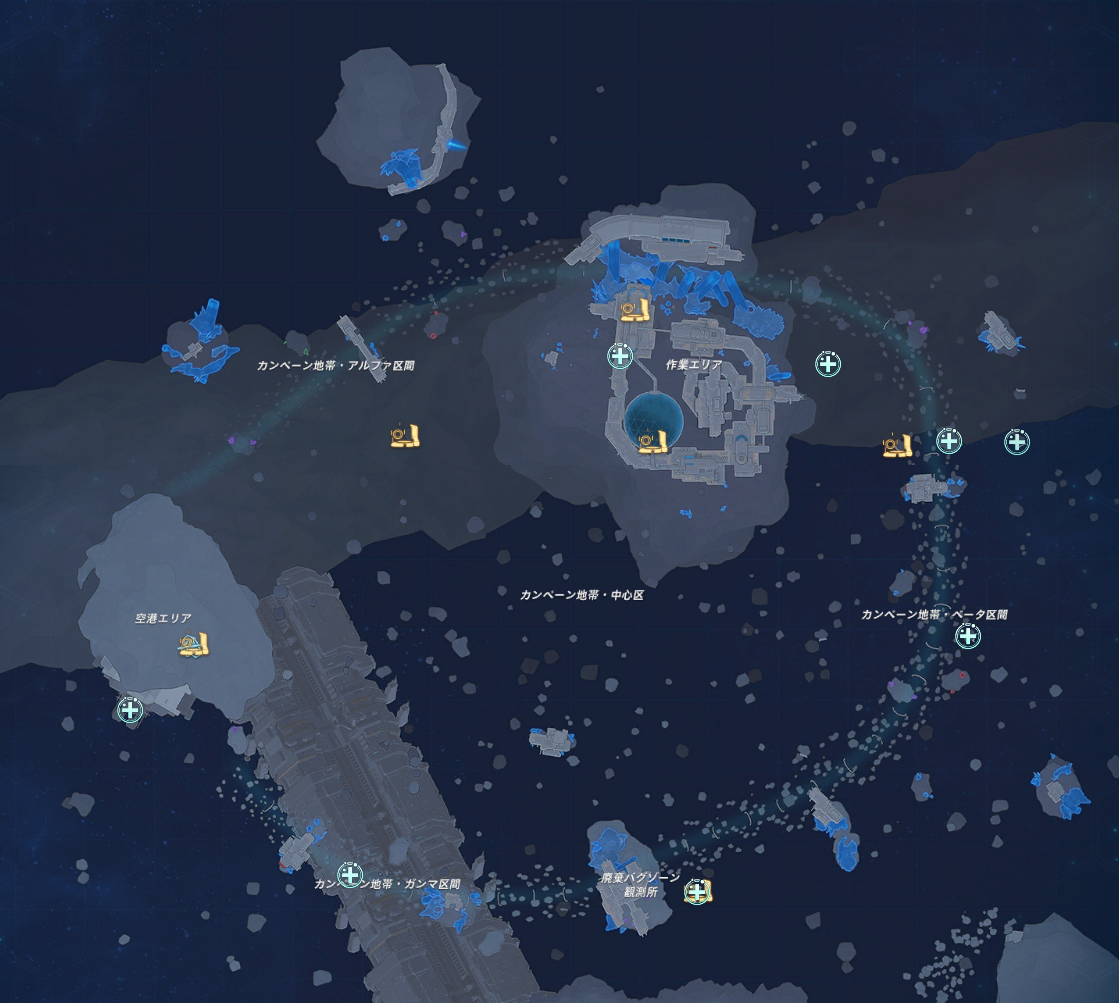 カンペーン地帯・アルファ区間
作業エリア
カンペーン地帯・中心区
空港エリア
カンペーン地帯・ベータ区間
カンペーン地帯・ガンマ区間
廃棄バグゾーン
観測所